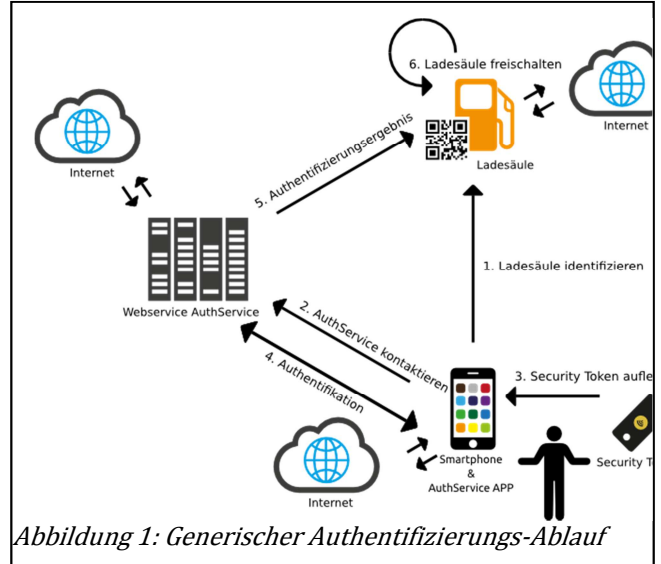 6. Ladesäule freischalten
Internet
Ladesäule
Internet
5. Authentifizierungsergebnis
1. Ladesäule identifizieren
Webservice AuthService
2. AuthService kontaktieren
4. Authentifikation
3. Security Token aufle
Smartphone
&
AuthService APP
Security T
Internet
Abbildung 1: Generischer Authentifizierungs-Ablauf